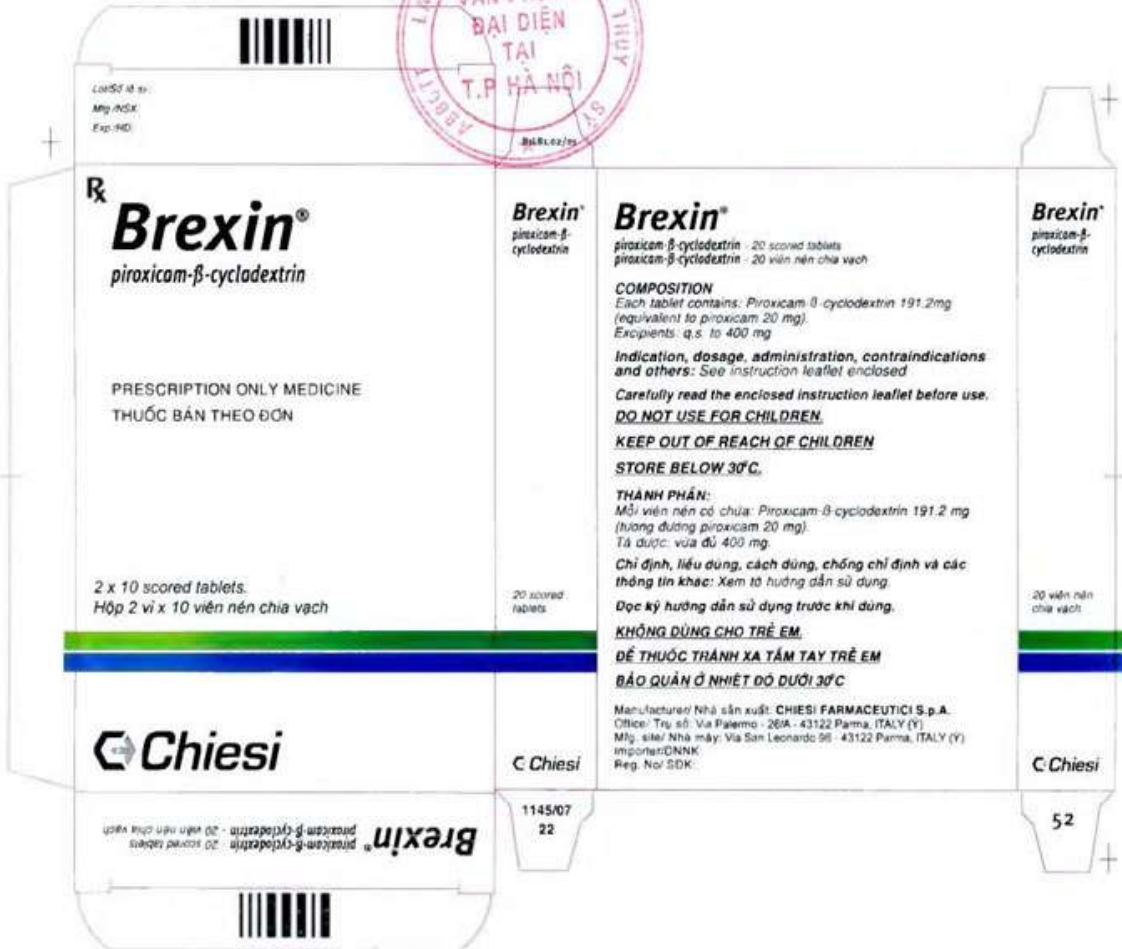 VĂN PHÒNG
ĐẠI DIỆN
TẠI
T.P HÀ NỘI
ABBOTT
THUỴ SỸ
Lot/Số lô sx:
Mfg./NSX:
Exp./HD:
Rx
Brexin®
piroxicam-β-cyclodextrin
PRESCRIPTION ONLY MEDICINE
THUỐC BÁN THEO ĐƠN
2 x 10 scored tablets.
Hộp 2 vỉ x 10 viên nén chia vạch
Chiesi
Brexin®
piroxicam-β-cyclodextrin - 20 scored tablets
piroxicam-β-cyclodextrin - 20 viên nén chia vạch
Brexin®
piroxicam-β-
cyclodextrin
20 scored
tablets
Chiesi
1145/07
22
Brexin®
piroxicam-β-cyclodextrin - 20 scored tablets
piroxicam-β-cyclodextrin - 20 viên nén chia vạch
COMPOSITION
Each tablet contains: Piroxicam-β-cyclodextrin 191.2mg
(equivalent to piroxicam 20 mg).
Excipients: q.s. to 400 mg
Indication, dosage, administration, contraindications
and others: See instruction leaflet enclosed
Carefully read the enclosed instruction leaflet before use.
DO NOT USE FOR CHILDREN.
KEEP OUT OF REACH OF CHILDREN
STORE BELOW 30°C.
THÀNH PHẦN:
Mỗi viên nén có chứa: Piroxicam-β-cyclodextrin 191.2 mg
(tương đương piroxicam 20 mg).
Tá dược: vừa đủ 400 mg.
Chỉ định, liều dùng, cách dùng, chống chỉ định và các
thông tin khác: Xem tờ hướng dẫn sử dụng.
Đọc kỹ hướng dẫn sử dụng trước khi dùng.
KHÔNG DÙNG CHO TRẺ EM.
ĐỂ THUỐC TRÁNH XA TẦM TAY TRẺ EM
BẢO QUẢN Ở NHIỆT ĐỘ DƯỚI 30°C
Manufacturer/ Nhà sản xuất: CHIESI FARMACEUTICI S.p.A.
Office/ Trụ sở: Via Palermo - 26/A - 43122 Parma, ITALY (Ý)
Mfg. site/ Nhà máy: Via San Leonardo 96 - 43122 Parma, ITALY (Ý)
Importer/DNNK:
Reg. No/ SDK:
Brexin®
piroxicam-β-
cyclodextrin
20 viên nén
chia vạch
Chiesi
52